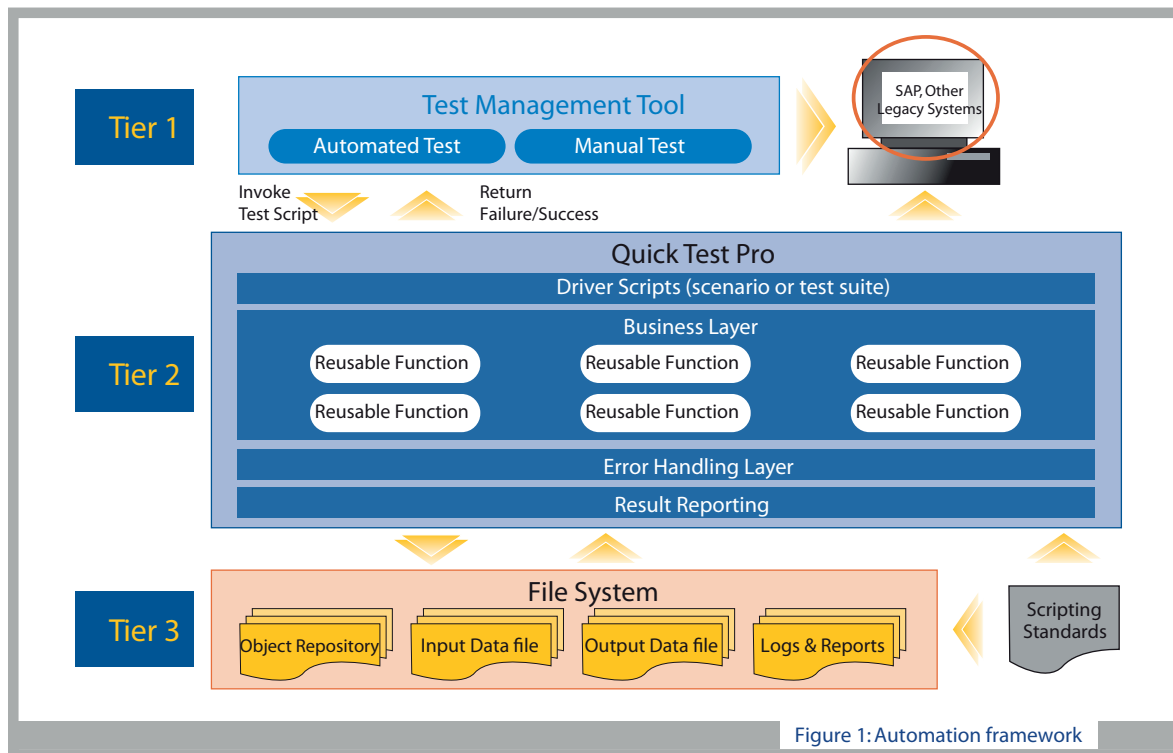 Tier 1
Test Management Tool
Automated Test
Manual Test
SAP, Other
Legacy Systems
Invoke
Test Script
Return
Failure/Success
Tier 2
Quick Test Pro
Driver Scripts (scenario or test suite)
Business Layer
Reusable Function
Reusable Function
Reusable Function
Reusable Function
Reusable Function
Reusable Function
Error Handling Layer
Result Reporting
Tier 3
File System
Object Repository
Input Data file
Output Data file
Logs & Reports
Scripting
Standards
Figure 1: Automation framework